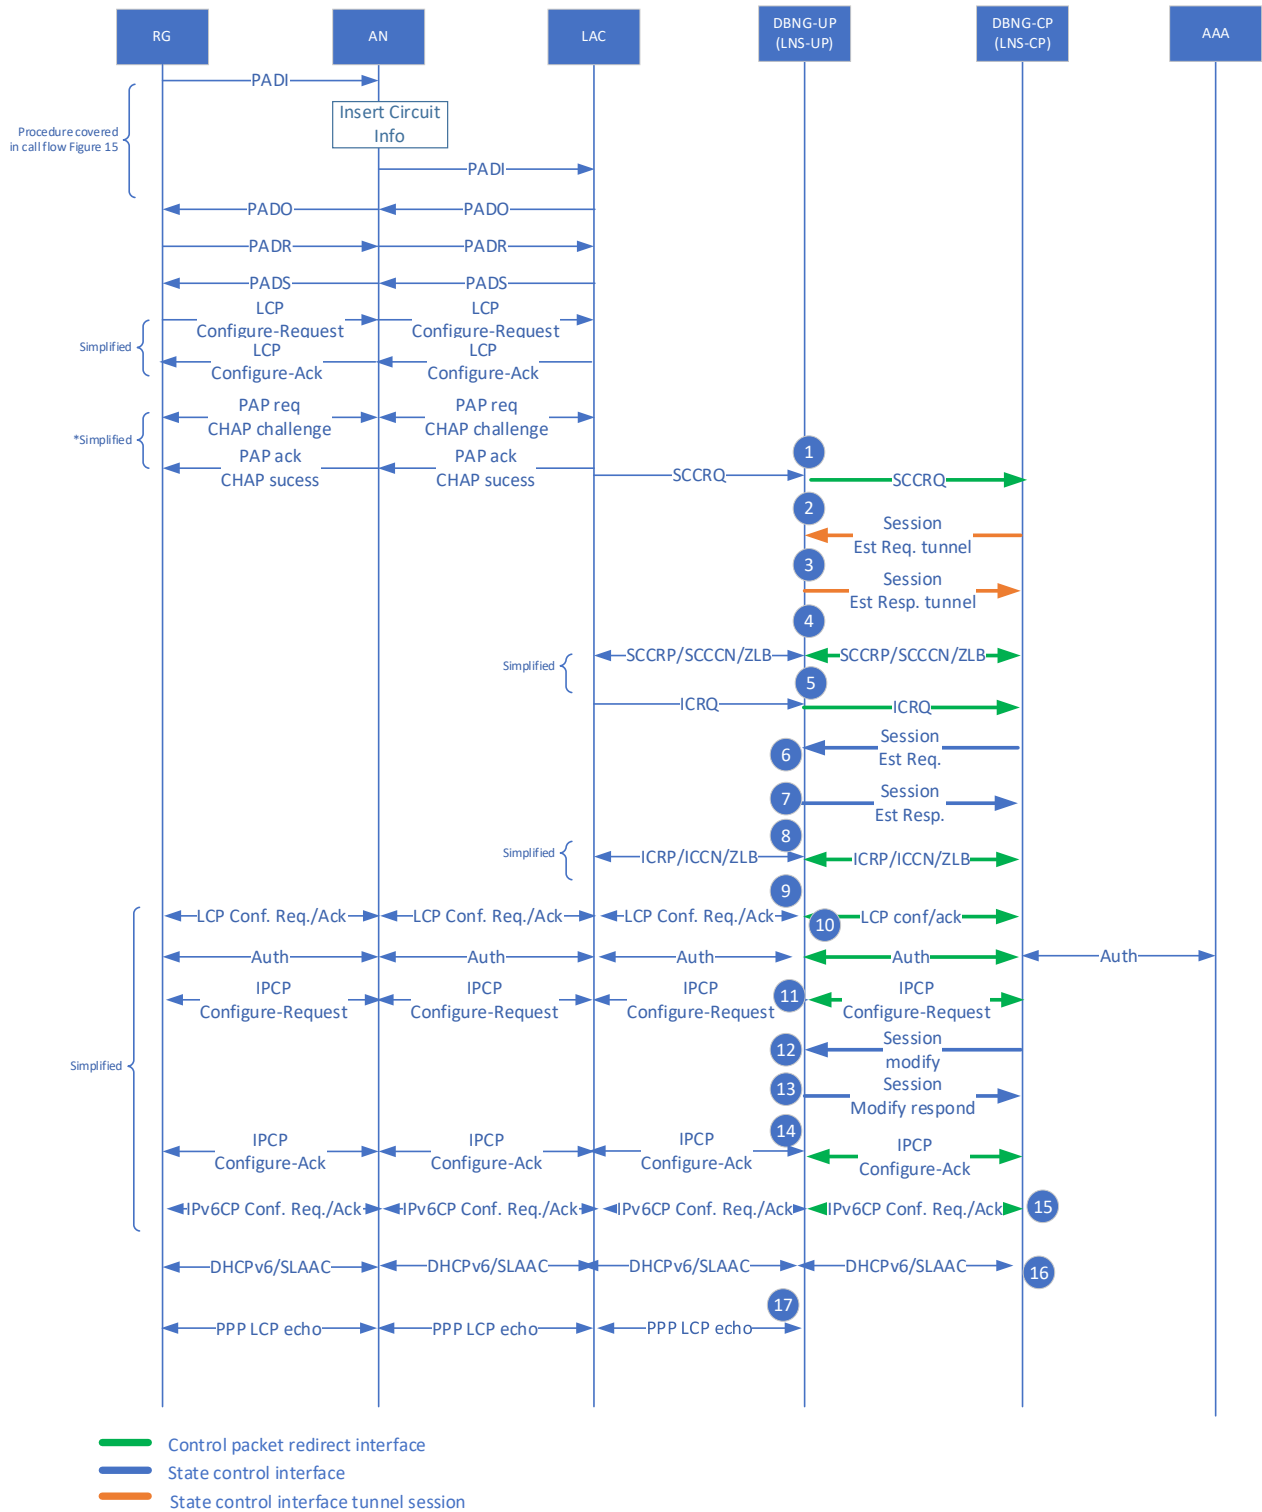 RG
AN
LAC
DBNG-UP
(LNS-UP)
DBNG-CP
(LNS-CP)
AAA
PADI
Procedure covered
in call flow Figure 15
Insert Circuit
Info
PADI
PADO
PADO
PADR
PADR
PADS
PADS
LCP
Configure-Request
LCP
Configure-Request
Simplified
LCP
Configure-Ack
LCP
Configure-Ack
*Simplified
PAP req
CHAP challenge
PAP req
CHAP challenge
PAP ack
CHAP sucess
PAP ack
CHAP sucess
1
SCCRQ
SCCRQ
2
Session
Est Req. tunnel
3
Session
Est Resp. tunnel
4
Simplified
SCCRP/SCCCN/ZLB
SCCRP/SCCCN/ZLB
5
ICRQ
ICRQ
6
Session
Est Req.
7
Session
Est Resp.
8
Simplified
ICRP/ICCN/ZLB
ICRP/ICCN/ZLB
9
LCP Conf. Req./Ack
LCP Conf. Req./Ack
LCP Conf. Req./Ack
10
LCP conf/ack
Auth
Auth
Auth
Auth
Auth
IPCP
Configure-Request
IPCP
Configure-Request
IPCP
Configure-Request
11
IPCP
Configure-Request
Simplified
12
Session
modify
13
Session
Modify respond
14
IPCP
Configure-Ack
IPCP
Configure-Ack
IPCP
Configure-Ack
IPCP
Configure-Ack
IPv6CP Conf. Req./Ack
IPv6CP Conf. Req./Ack
IPv6CP Conf. Req./Ack
IPv6CP Conf. Req./Ack
15
DHCPv6/SLAAC
DHCPv6/SLAAC
DHCPv6/SLAAC
DHCPv6/SLAAC
16
17
PPP LCP echo
PPP LCP echo
PPP LCP echo
Control packet redirect interface
State control interface
State control interface tunnel session